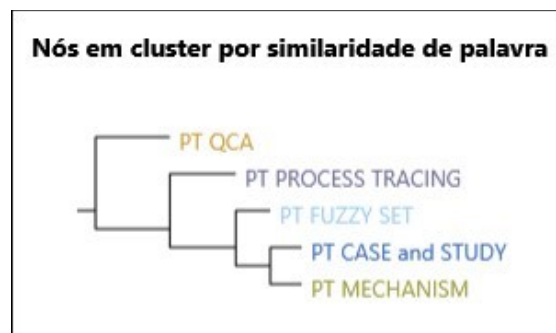 Nós em cluster por similaridade de palavra
PT QCA
PT PROCESS TRACING
PT FUZZY SET
PT CASE and STUDY
PT MECHANISM